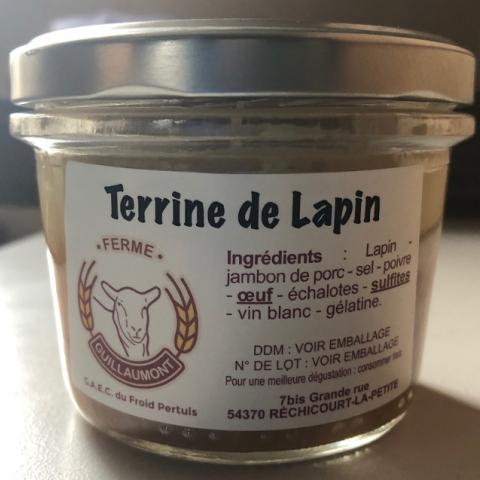 Terrine de Lapin
• FERME •
GUILLAUMONT
G.A.E.C. du Froid Pertuis
Ingrédients : Lapin -
jambon de porc - sel - poivre
- œuf - échalotes - sulfites
- vin blanc - gélatine.
DDM : VOIR EMBALLAGE
N° DE LOT : VOIR EMBALLAGE
Pour une meilleure dégustation : consommer frais
7bis Grande rue
54370 RÉCHICOURT-LA-PETITE